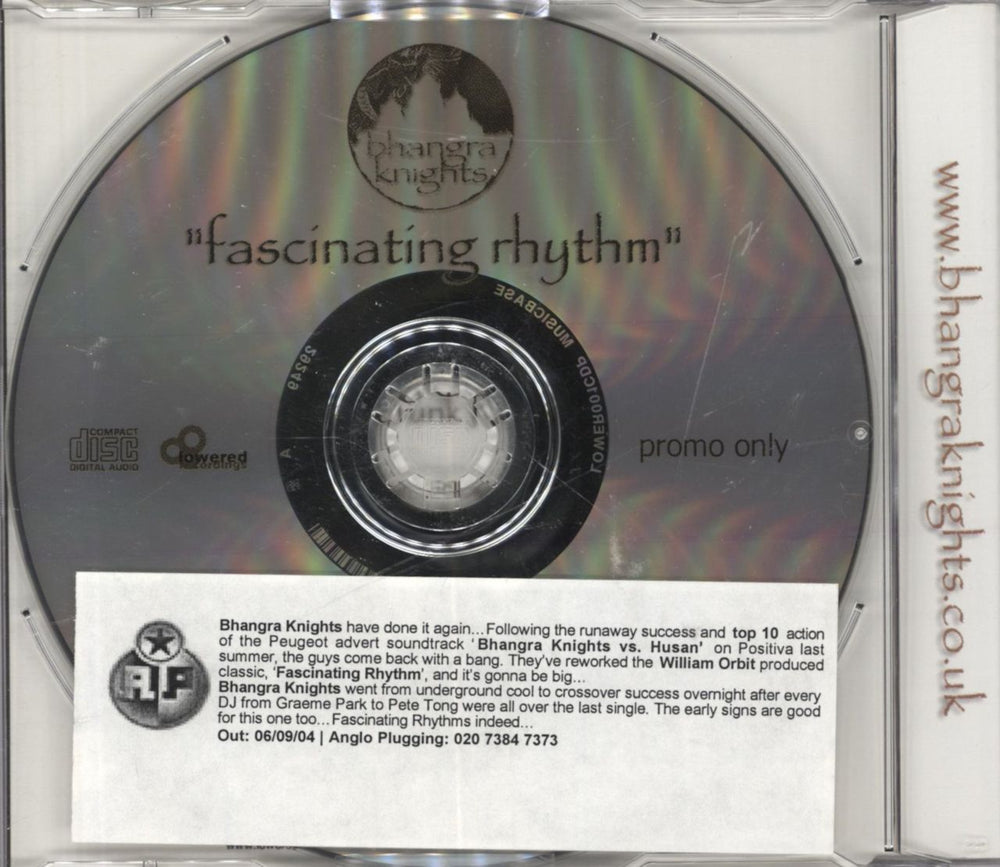 bhangra
knights
"fascinating rhythm"
MUSICBASE
LOWER001CDP
29249
A
COMPACT
disc
DIGITAL AUDIO
lowered
recordings
promo only
www.bhangraknights.co.uk
AP
Bhangra Knights have done it again...Following the runaway success and top 10 action
of the Peugeot advert soundtrack 'Bhangra Knights vs. Husan' on Positiva last
summer, the guys come back with a bang. They've reworked the William Orbit produced
classic, 'Fascinating Rhythm', and it's gonna be big...
Bhangra Knights went from underground cool to crossover success overnight after every
DJ from Graeme Park to Pete Tong were all over the last single. The early signs are good
for this one too...Fascinating Rhythms indeed...
Out: 06/09/04 | Anglo Plugging: 020 7384 7373